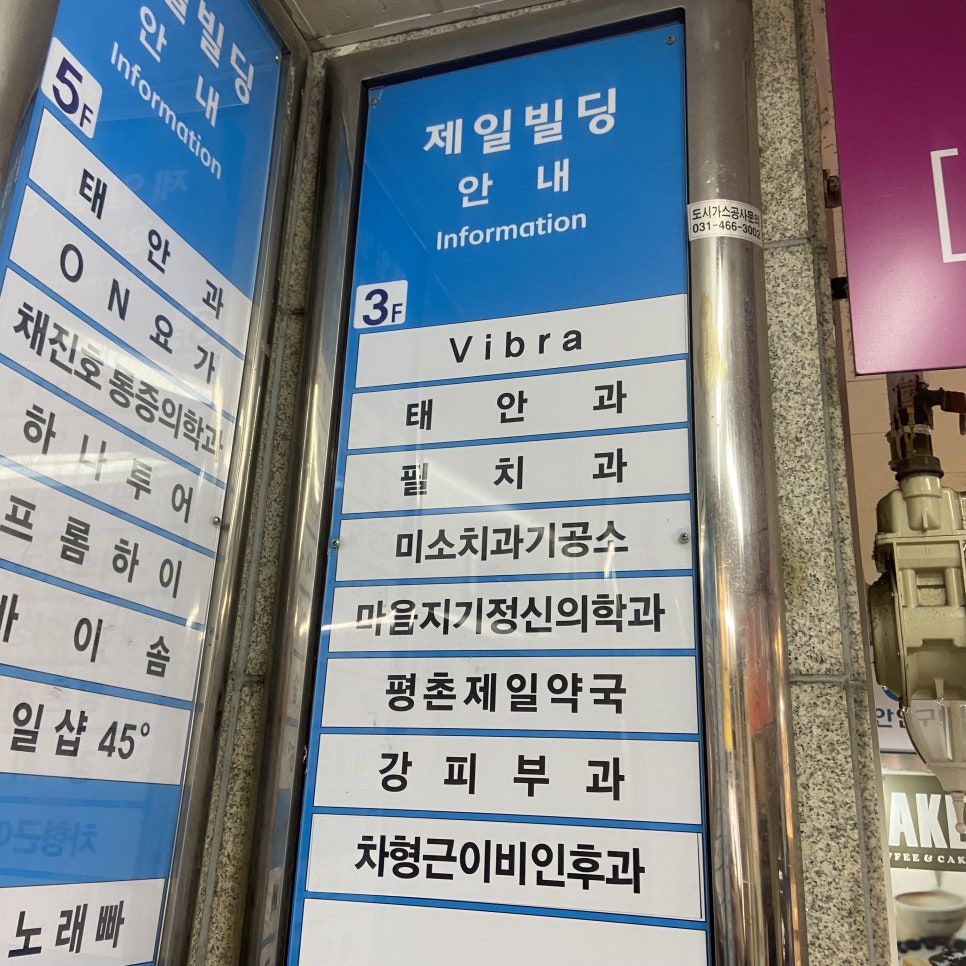 제일빌딩
안 내
Information
3F
Vibra
태 안 과
필 치 과
미소치과기공소
마음지기정신의학과
평촌제일약국
강 피 부 과
차형근이비인후과
일빌딩
안 내
Information
5F
태 안 과
O N 요 가
채진호 통증의학과
하 나 투 어
프 롬 하 이
이 솜
일 샵 45°
노 래 빠
도시가스공사문의
031-466-3002